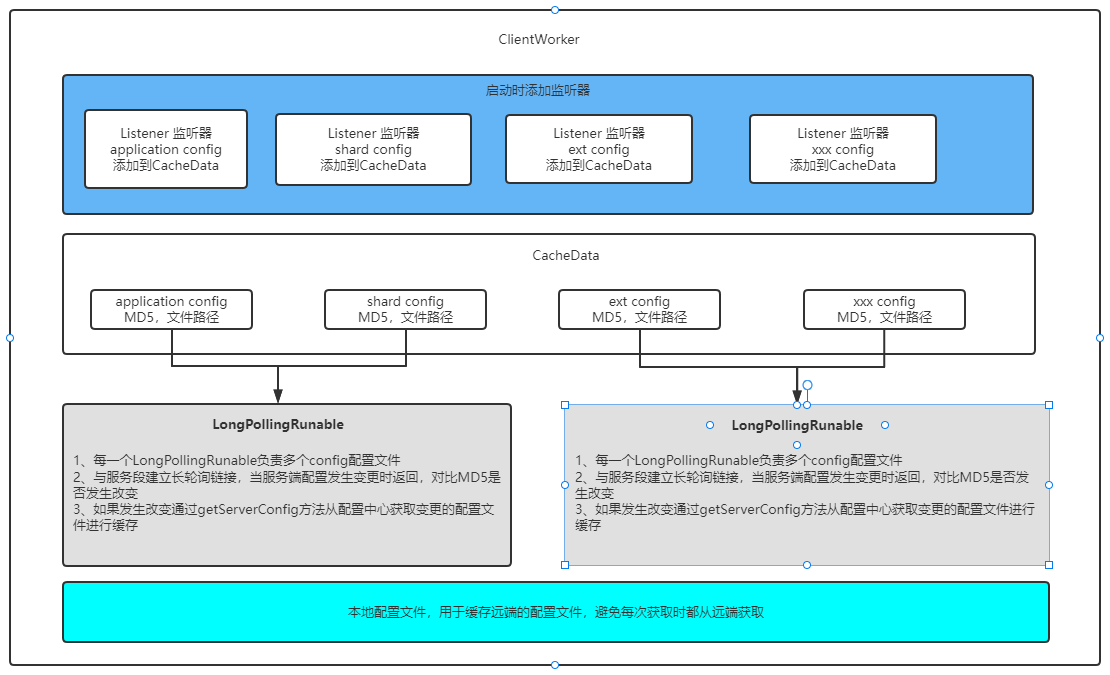 ClientWorker
启动时添加监听器
Listener 监听器
application config
添加到CacheData
Listener 监听器
shard config
添加到CacheData
Listener 监听器
ext config
添加到CacheData
Listener 监听器
xxx config
添加到CacheData
CacheData
application config
MD5，文件路径
shard config
MD5，文件路径
ext config
MD5，文件路径
xxx config
MD5，文件路径
LongPollingRunable
1、每一个LongPollingRunable负责多个config配置文件
2、与服务段建立长轮询链接，当服务端配置发生变更时返回，对比MD5是
否发生改变
3、如果发生改变通过getServerConfig方法从配置中心获取变更的配置文
件进行缓存
LongPollingRunable
1、每一个LongPollingRunable负责多个config配置文件
2、与服务段建立长轮询链接，当服务端配置发生变更时返回，对比MD5是否发
生改变
3、如果发生改变通过getServerConfig方法从配置中心获取变更的配置文件进行
缓存
本地配置文件，用于缓存远端的配置文件，避免每次获取时都从远端获取